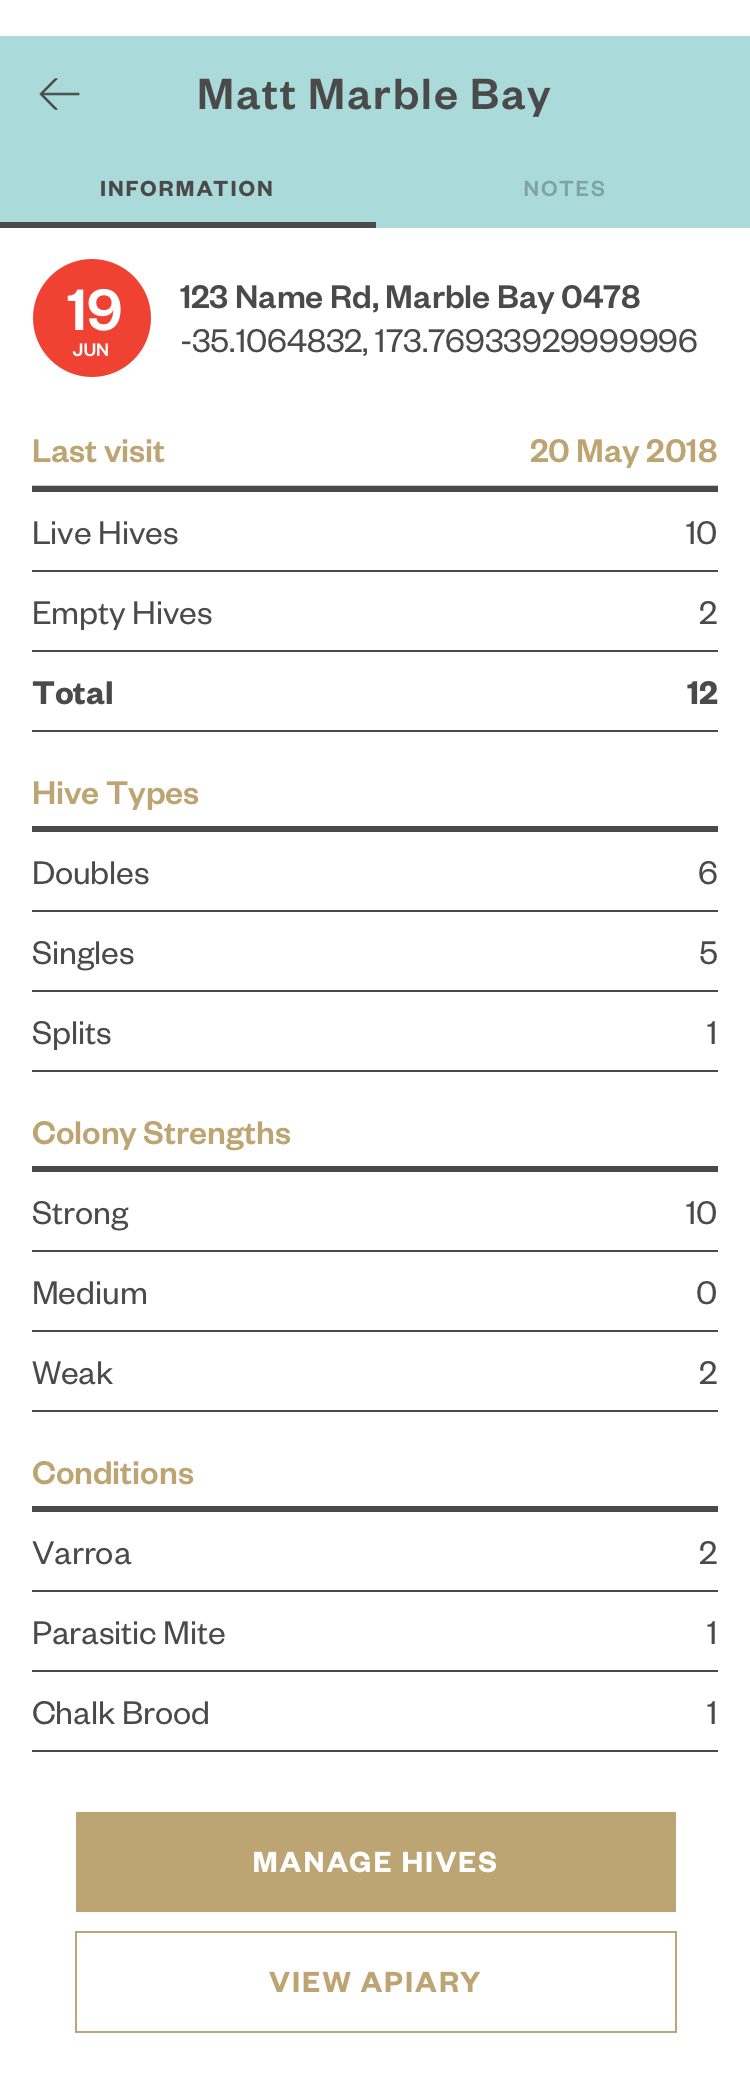 Matt Marble Bay
INFORMATION NOTES
19
JUN
123 Name Rd, Marble Bay 0478
-35.1064832, 173.76933929999996
Last visit 20 May 2018
Live Hives 10
Empty Hives 2
Total 12
Hive Types
Doubles 6
Singles 5
Splits 1
Colony Strengths
Strong 10
Medium 0
Weak 2
Conditions
Varroa 2
Parasitic Mite 1
Chalk Brood 1
MANAGE HIVES
VIEW APIARY